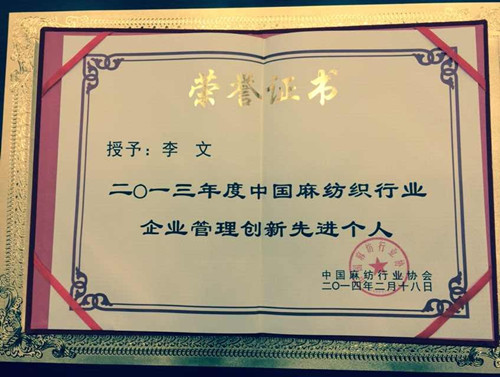 荣誉证书
授予：李 文
二〇一三年度中国麻纺织行业
企业管理创新先进个人
中国麻纺行业协会
二〇一四年二月十八日